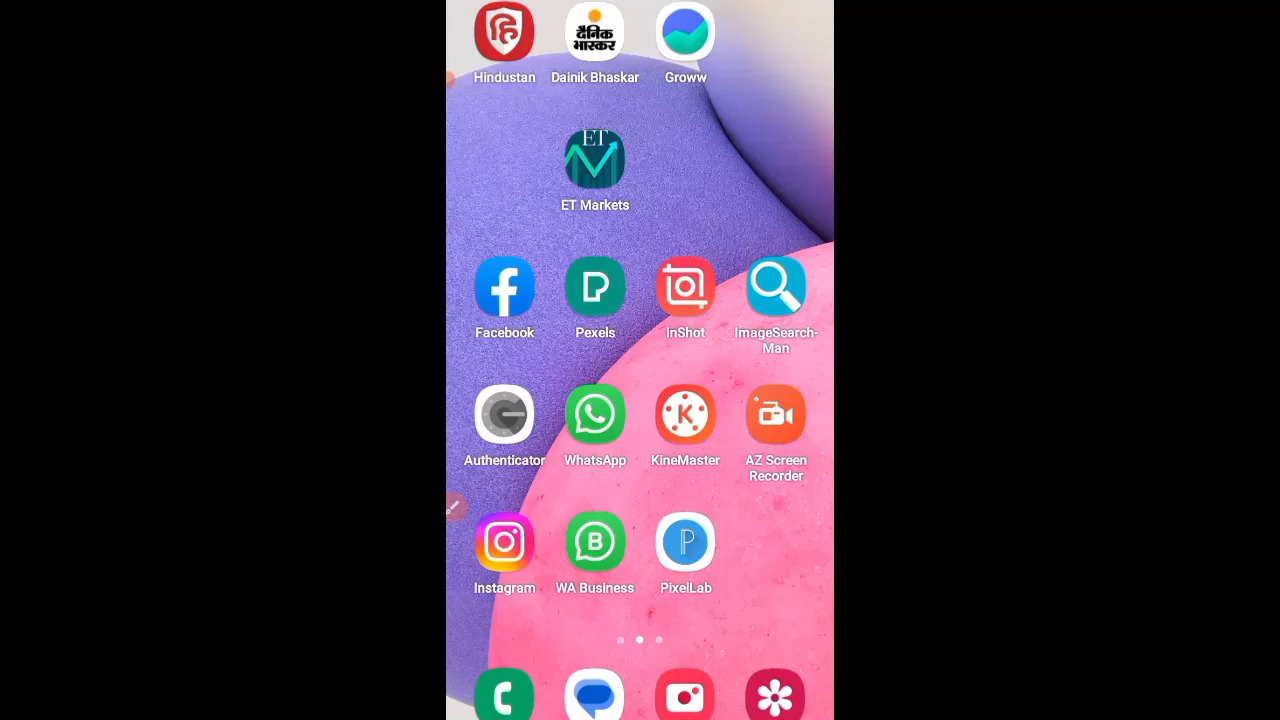 दैनिक
भास्कर
Hindustan
Dainik Bhaskar
Groww
ET
ET Markets
Facebook
Pexels
InShot
ImageSearch-
Man
K
Authenticator
WhatsApp
KineMaster
AZ Screen
Recorder
B
P
Instagram
WA Business
PixelLab